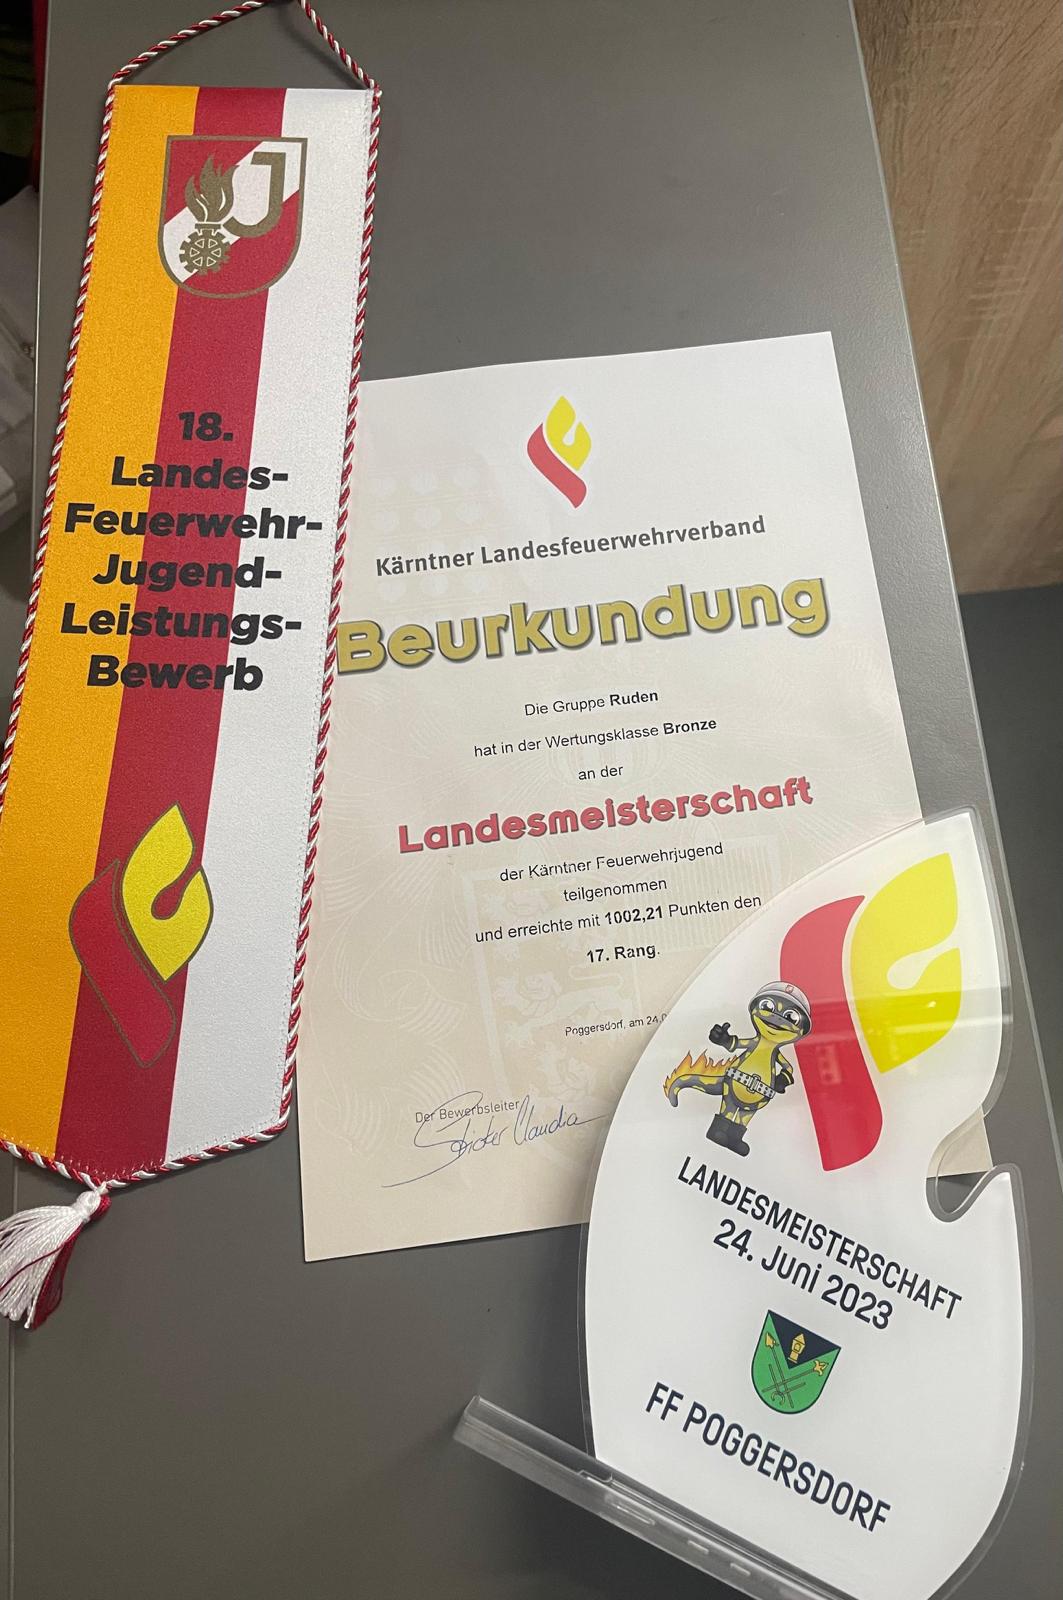 18.
Landes-
Feuerwehr-
Jugend-
Leistungs-
Bewerb
Kärntner Landesfeuerwehrverband
Beurkundung
Die Gruppe Ruden
hat in der Wertungsklasse Bronze
an der
Landesmeisterschaft
der Kärntner Feuerwehrjugend
teilgenommen
und erreichte mit 1002,21 Punkten den
17. Rang.
Poggersdorf, am 24.
Der Bewerbsleiter
Claudia
LANDESMEISTERSCHAFT
24. Juni 2023
FF POGGERSDORF